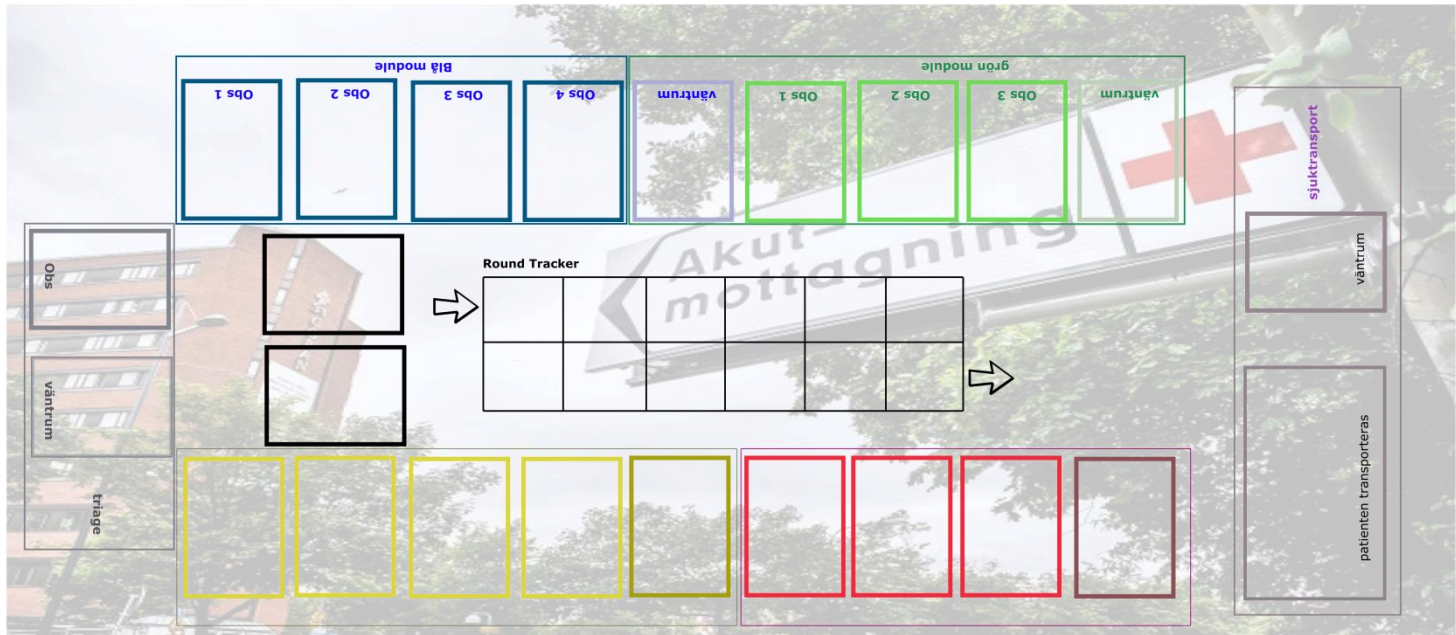 Blå module
Obs 1
Obs 2
Obs 3
Obs 4
väntrum
grön module
Obs 1
Obs 2
Obs 3
väntrum
sjuktransport
väntrum
patienten transporteras
Obs
väntrum
triage
Round Tracker
Akut-
mottagning